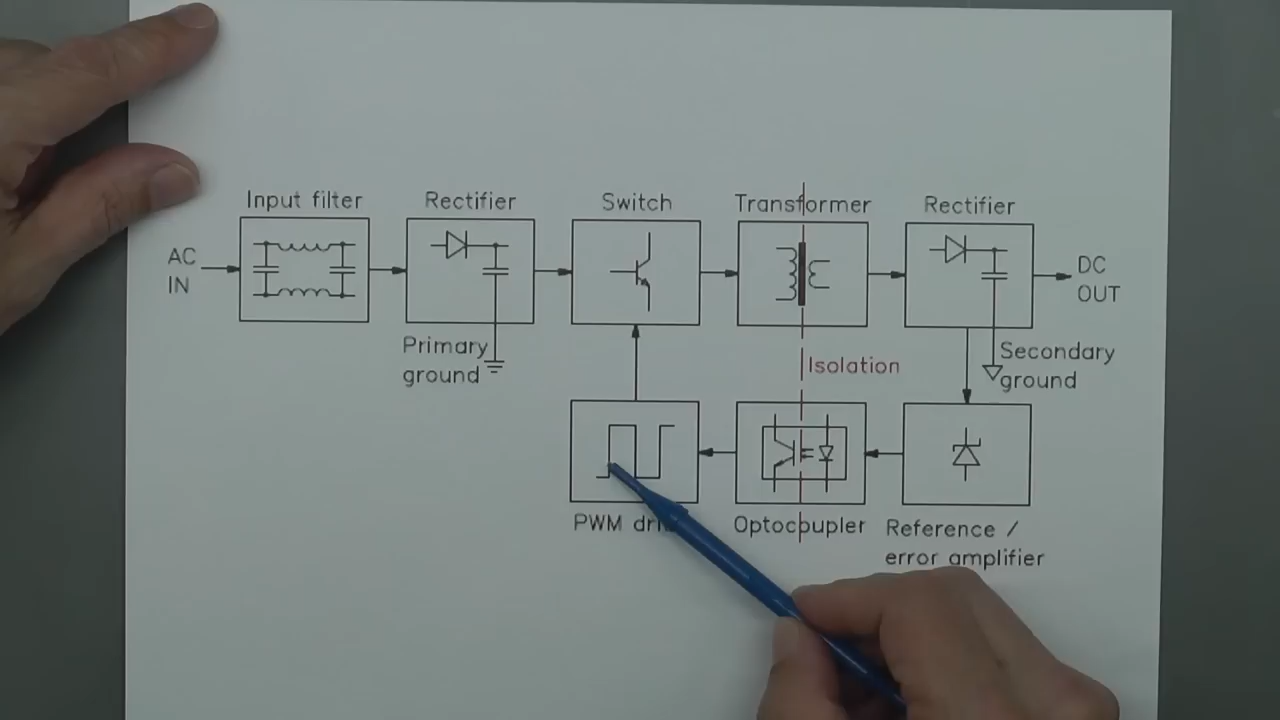 Input filter
Rectifier
Switch
Transformer
Rectifier
AC
IN
DC
OUT
Primary
ground
Isolation
Secondary
ground
PWM
Optocoupler
Reference /
error amplifier